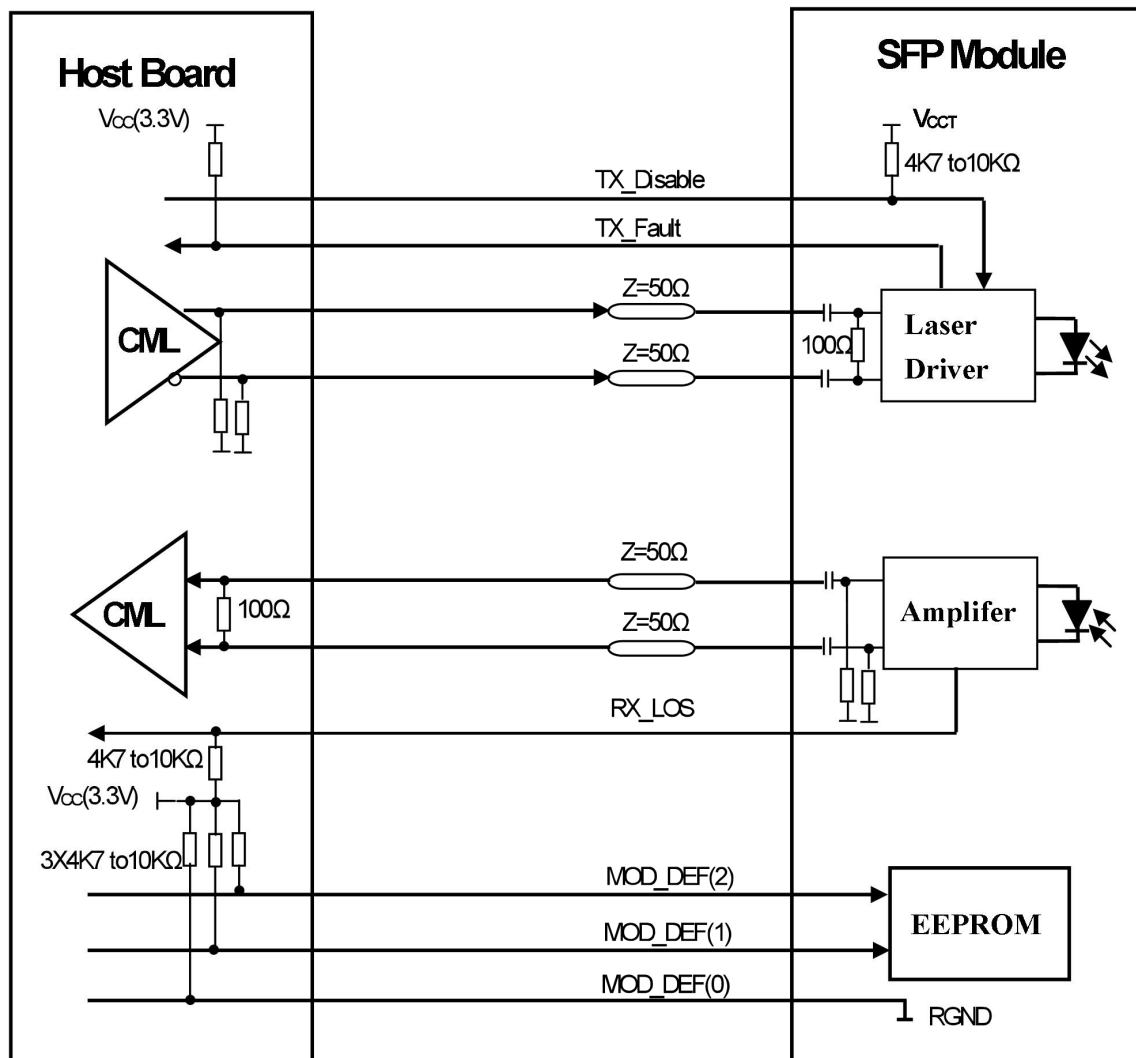 Host Board
SFP Module
VCC(3.3V)
VCCT
4K7 to10KΩ
TX_Disable
TX_Fault
Z=50Ω
CML
Z=50Ω
100Ω
Laser
Driver
Z=50Ω
CML
100Ω
Z=50Ω
Amplifer
RX_LOS
4K7 to10KΩ
VCC(3.3V)
3X4K7 to10KΩ
MOD_DEF(2)
EEPROM
MOD_DEF(1)
MOD_DEF(0)
RGND